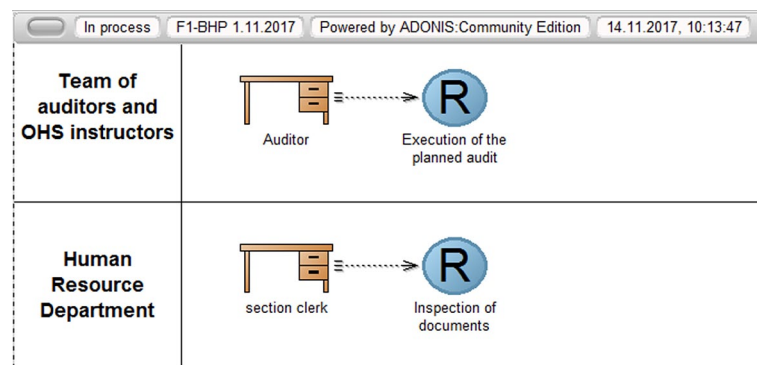 In process F1-BHP 1.11.2017 Powered by ADONIS:Community Edition 14.11.2017, 10:13:47
Team of
auditors and
OHS instructors
Auditor
R
Execution of the
planned audit
Human
Resource
Department
section clerk
R
Inspection of
documents